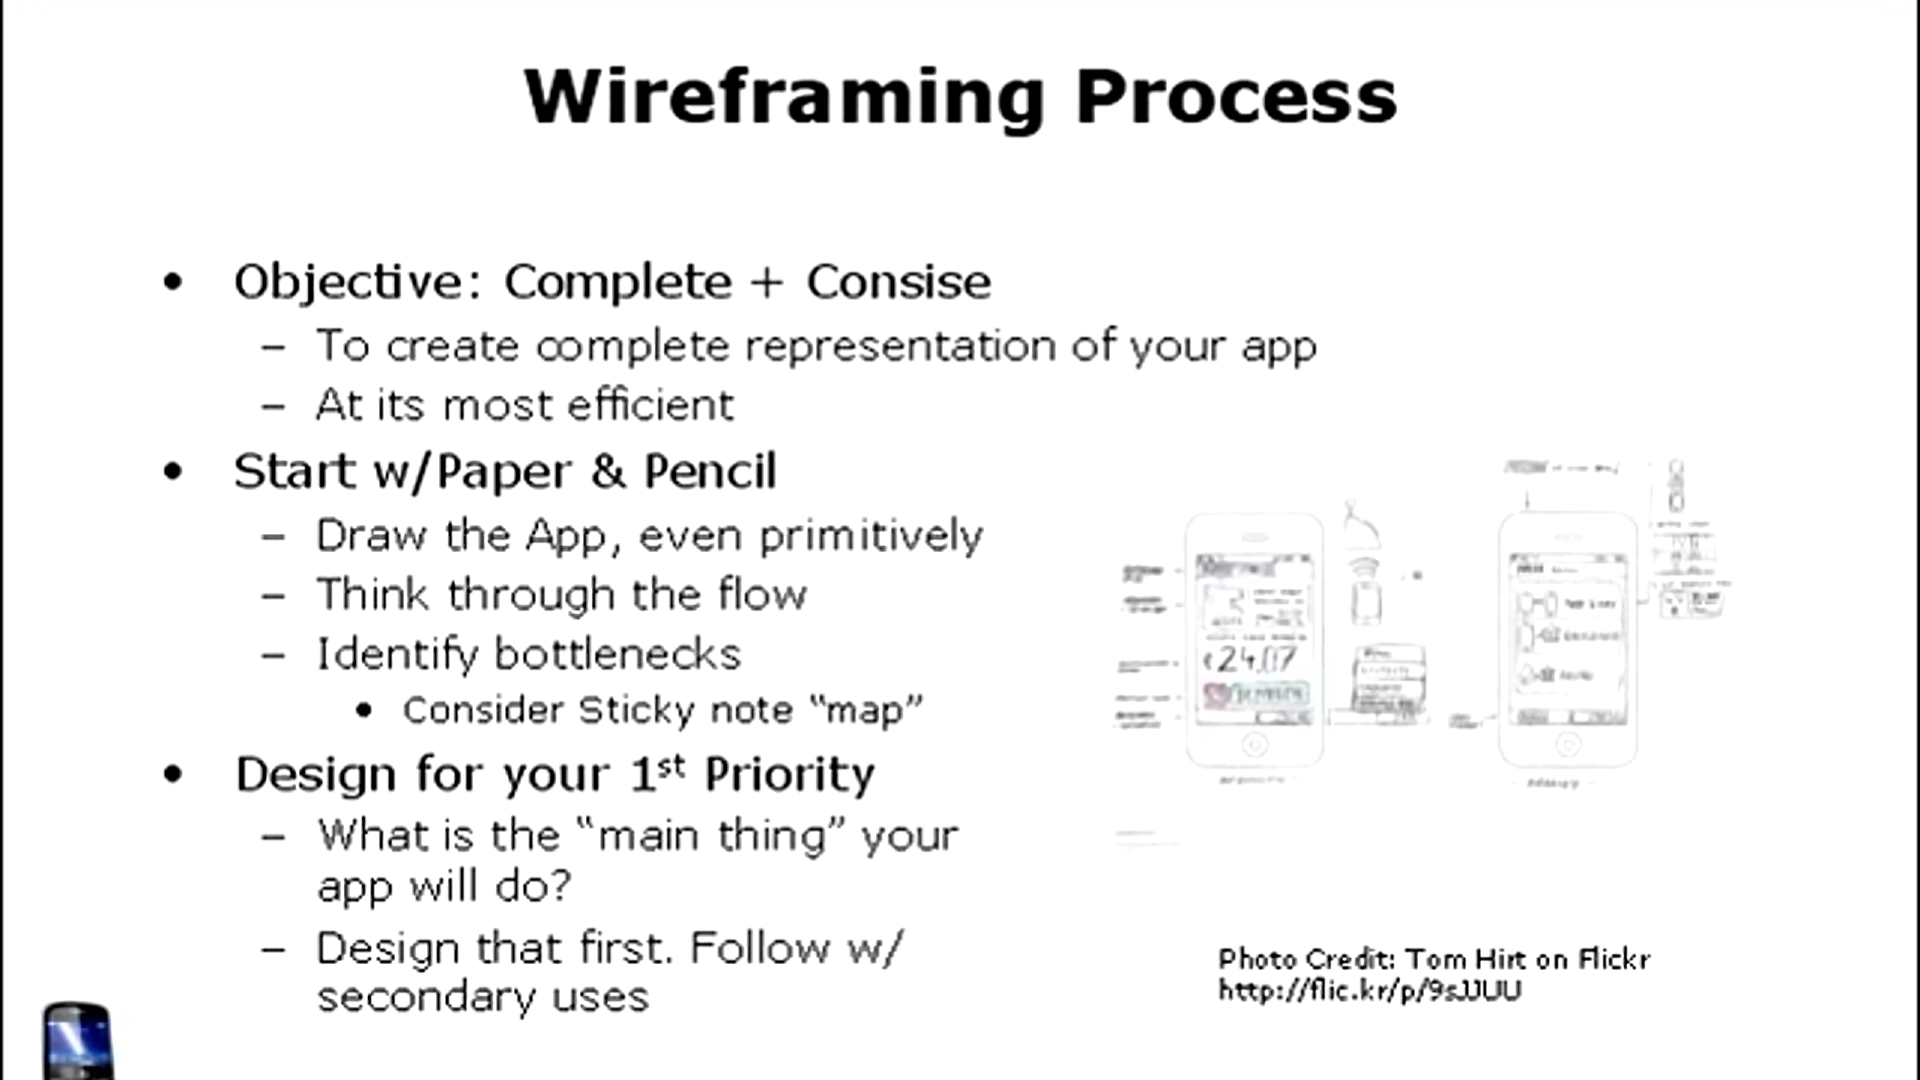 Wireframing Process
• Objective: Complete + Consise
– To create complete representation of your app
– At its most efficient
• Start w/Paper & Pencil
– Draw the App, even primitively
– Think through the flow
– Identify bottlenecks
• Consider Sticky note “map”
• Design for your 1st Priority
– What is the “main thing” your
app will do?
– Design that first. Follow w/
secondary uses
€24,07
Photo Credit: Tom Hirt on Flickr
http://flic.kr/p/9sJJUU